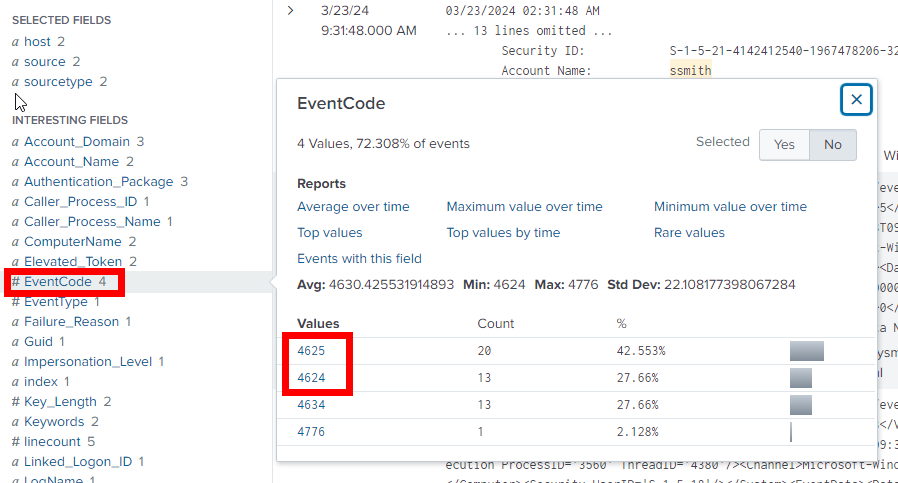 SELECTED FIELDS
a host 2
a source 2
a sourcetype 2
INTERESTING FIELDS
a Account_Domain 3
a Account_Name 2
a Authentication_Package 3
a Caller_Process_ID 1
a Caller_Process_Name 1
a ComputerName 2
a Elevated_Token 2
# EventCode 4
# EventType 1
a Failure_Reason 1
a Guid 1
a Impersonation_Level 1
a index 1
# Key_Length 2
a Keywords 2
# linecount 5
a Linked_Logon_ID 1
a LogName 1
3/23/24
9:31:48.000 AM
03/23/2024 02:31:48 AM
... 13 lines omitted ...
Security ID: S-1-5-21-4142412540-1967478206-32
Account Name: ssmith
EventCode
4 Values, 72.308% of events
Selected Yes No
Reports
Average over time Maximum value over time Minimum value over time
Top values Top values by time Rare values
Events with this field
Avg: 4630.425531914893 Min: 4624 Max: 4776 Std Dev: 22.108177398067284
Values Count %
4625 20 42.553%
4624 13 27.66%
4634 13 27.66%
4776 1 2.128%
ecution ProcessID='3560' ThreadID='4380'/><Channel>Microsoft-Wind